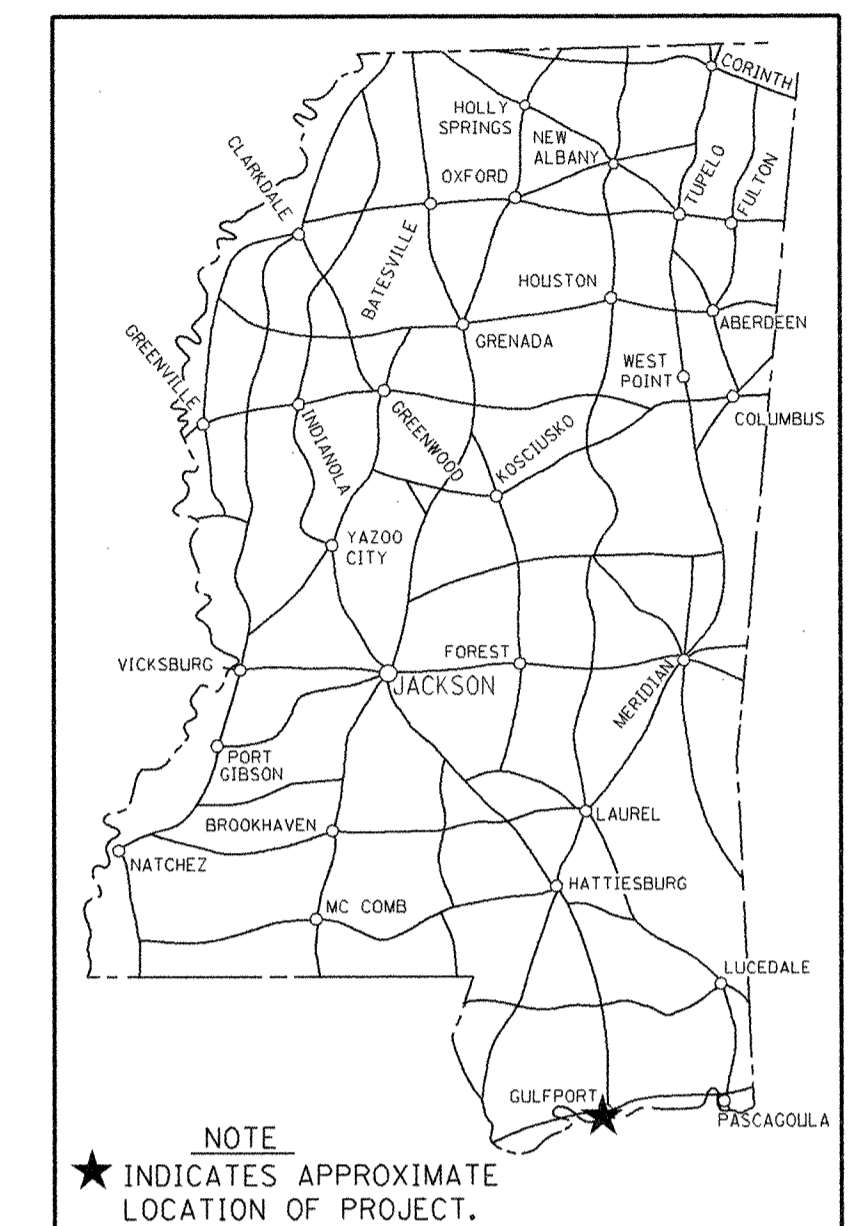 CORINTH
HOLLY
SPRINGS
NEW
ALBANY
CLARKDALE
OXFORD
TUPELO
FULTON
BATESVILLE
HOUSTON
ABERDEEN
GREENVILLE
GRENADA
WEST
POINT
COLUMBUS
INDIANOLA
GREENWOOD
KOSCIUSKO
YAZOO
CITY
VICKSBURG
FOREST
JACKSON
MERIDIAN
PORT
GIBSON
BROOKHAVEN
LAUREL
NATCHEZ
HATTIESBURG
MC COMB
LUCEDALE
GULFPORT
PASCAGOULA
NOTE
INDICATES APPROXIMATE
LOCATION OF PROJECT.